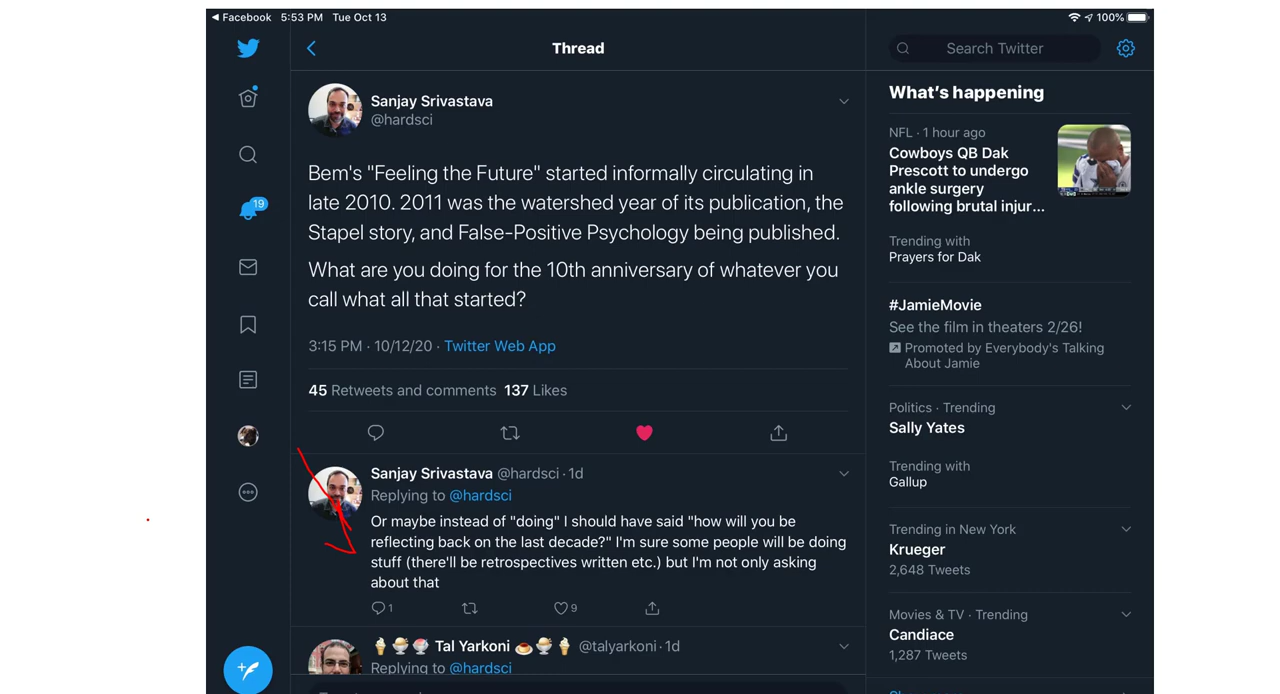 Facebook 5:53 PM Tue Oct 13
100%
Thread
Search Twitter
19
Sanjay Srivastava
@hardsci
Bem's "Feeling the Future" started informally circulating in
late 2010. 2011 was the watershed year of its publication, the
Stapel story, and False-Positive Psychology being published.
What are you doing for the 10th anniversary of whatever you
call what all that started?
3:15 PM · 10/12/20 · Twitter Web App
45 Retweets and comments 137 Likes
Sanjay Srivastava @hardsci · 1d
Replying to @hardsci
Or maybe instead of "doing" I should have said "how will you be
reflecting back on the last decade?" I'm sure some people will be doing
stuff (there'll be retrospectives written etc.) but I'm not only asking
about that
1
9
Tal Yarkoni @talyarkoni · 1d
Replying to @hardsci
What's happening
NFL · 1 hour ago
Cowboys QB Dak
Prescott to undergo
ankle surgery
following brutal injur...
Trending with
Prayers for Dak
#JamieMovie
See the film in theaters 2/26!
Promoted by Everybody's Talking
About Jamie
Politics · Trending
Sally Yates
Trending with
Gallup
Trending in New York
Krueger
2,648 Tweets
Movies & TV · Trending
Candiace
1,287 Tweets